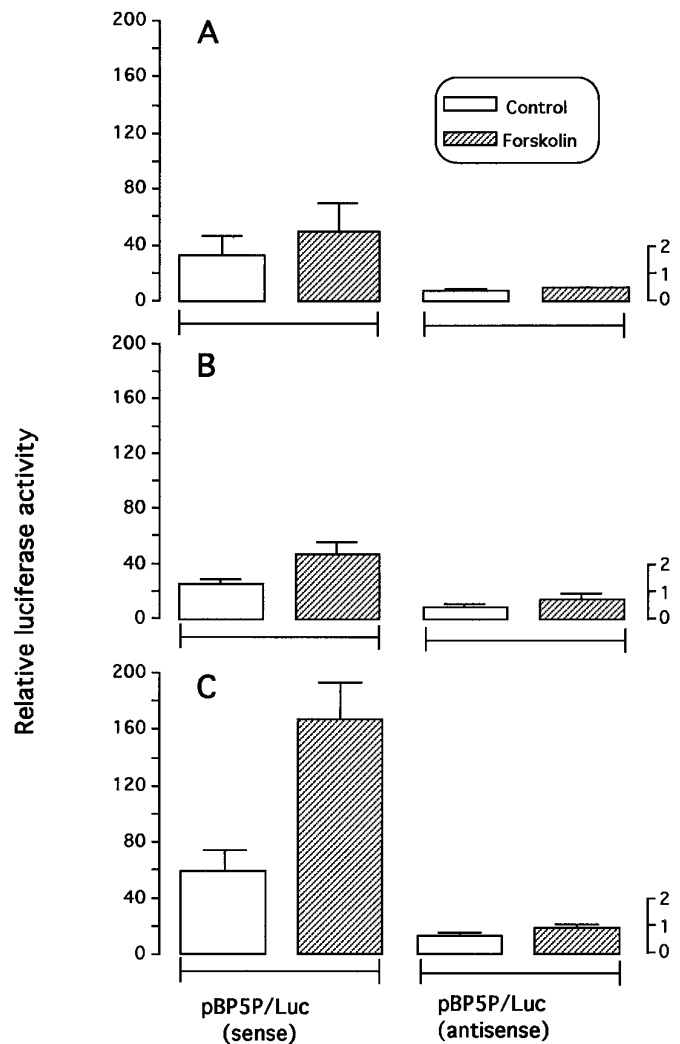 A
200
160
120
80
40
0
Control
Forskolin
2
1
0
B
200
160
120
80
40
0
2
1
0
C
200
160
120
80
40
0
2
1
0
Relative luciferase activity
pBP5P/Luc
(sense)
pBP5P/Luc
(antisense)